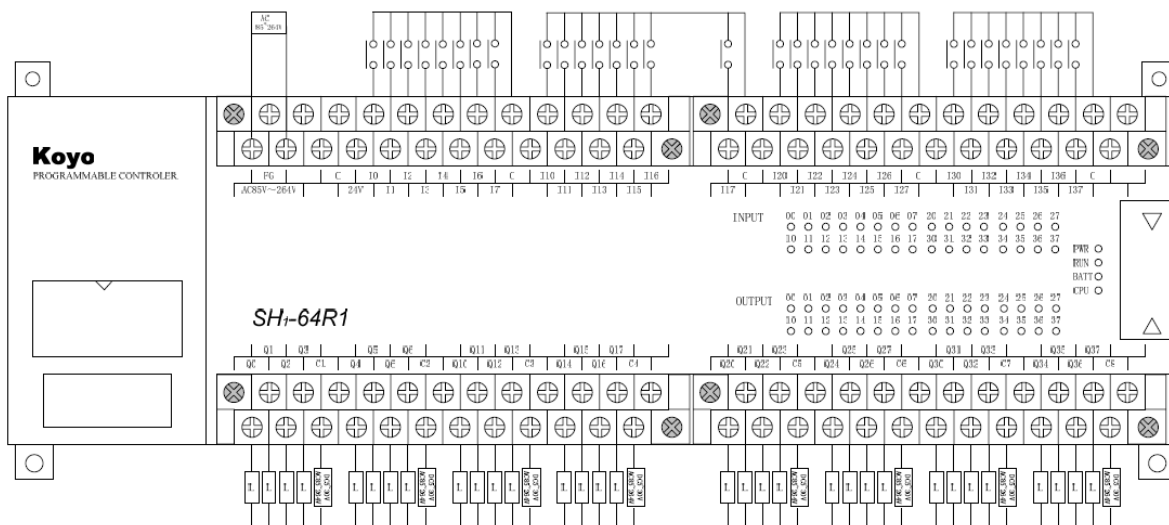 AC
Koyo
PROGRAMMABLE CONTROLER
FG C I0 I2 I4 I6 C I10 I12 I14 I16
AC85V～264V 24V I1 I3 I5 I7 I11 I13 I15
C I20 I22 I24 I26 C I30 I32 I34 I36 C
I17 I21 I23 I25 I27 I31 I33 I35 I37
INPUT
00 01 02 03 04 05 06 07 20 21 22 23 24 25 26 27
10 11 12 13 14 15 16 17 30 31 32 33 34 35 36 37
PWR
RUN
BATT
CPU
OUTPUT
00 01 02 03 04 05 06 07 20 21 22 23 24 25 26 27
10 11 12 13 14 15 16 17 30 31 32 33 34 35 36 37
SH1-64R1
Q1 Q3 Q5 Q11 Q13 Q15 Q17
Q0 Q2 C1 Q4 Q6 C2 Q10 Q12 C3 Q14 Q16 C4
Q21 Q23 Q25 Q27 Q31 Q33 Q35 Q37
Q20 Q22 C5 Q24 Q26 C6 Q30 Q32 C7 Q34 Q36 C8
L L L L L L L L L L L L L L L L
L L L L L L L L L L L L L L L L